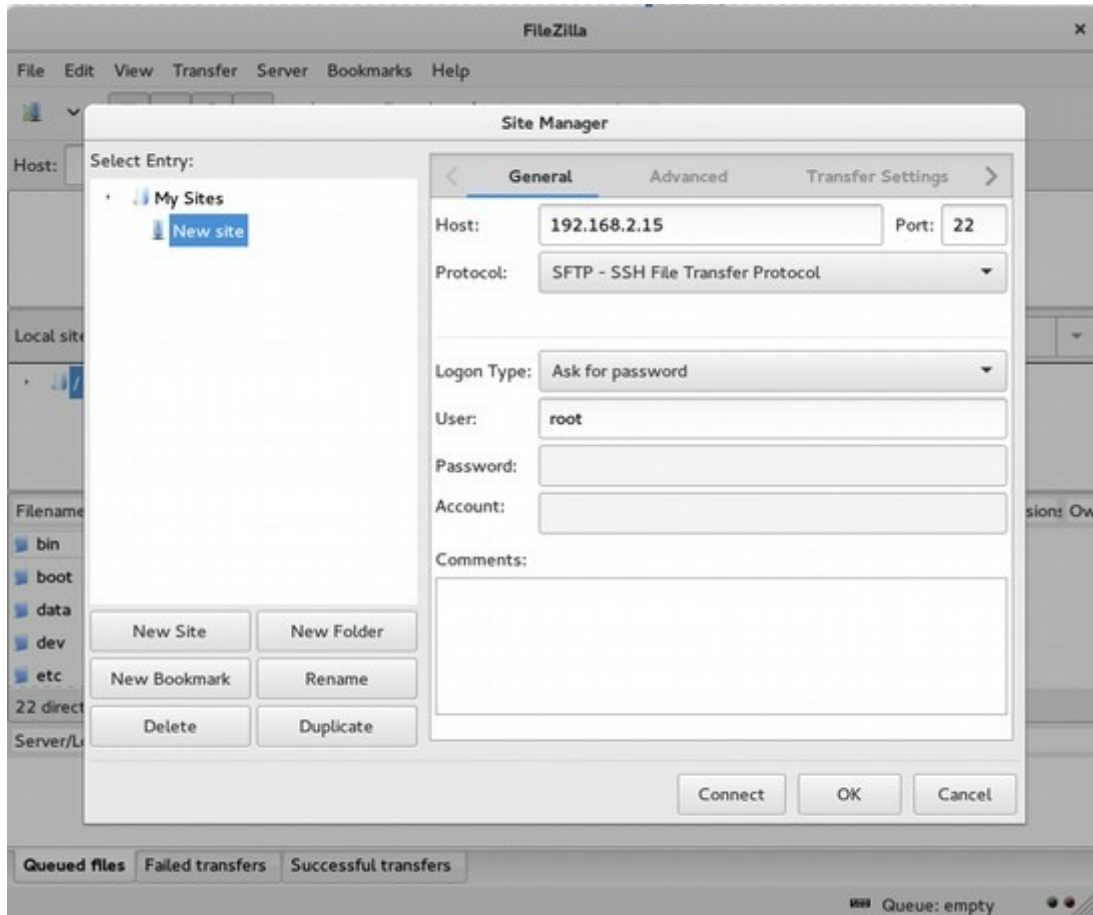 FileZilla
File Edit View Transfer Server Bookmarks Help
Site Manager
Host:
Select Entry:
My Sites
New site
General Advanced Transfer Settings
Host: 192.168.2.15 Port: 22
Protocol: SFTP - SSH File Transfer Protocol
Logon Type: Ask for password
User: root
Password:
Account:
Comments:
New Site New Folder
New Bookmark Rename
Delete Duplicate
Connect OK Cancel
Local site
/
Filename
bin
boot
data
dev
etc
22 direct
Server/L
sions Ow
Queued files Failed transfers Successful transfers
Queue: empty